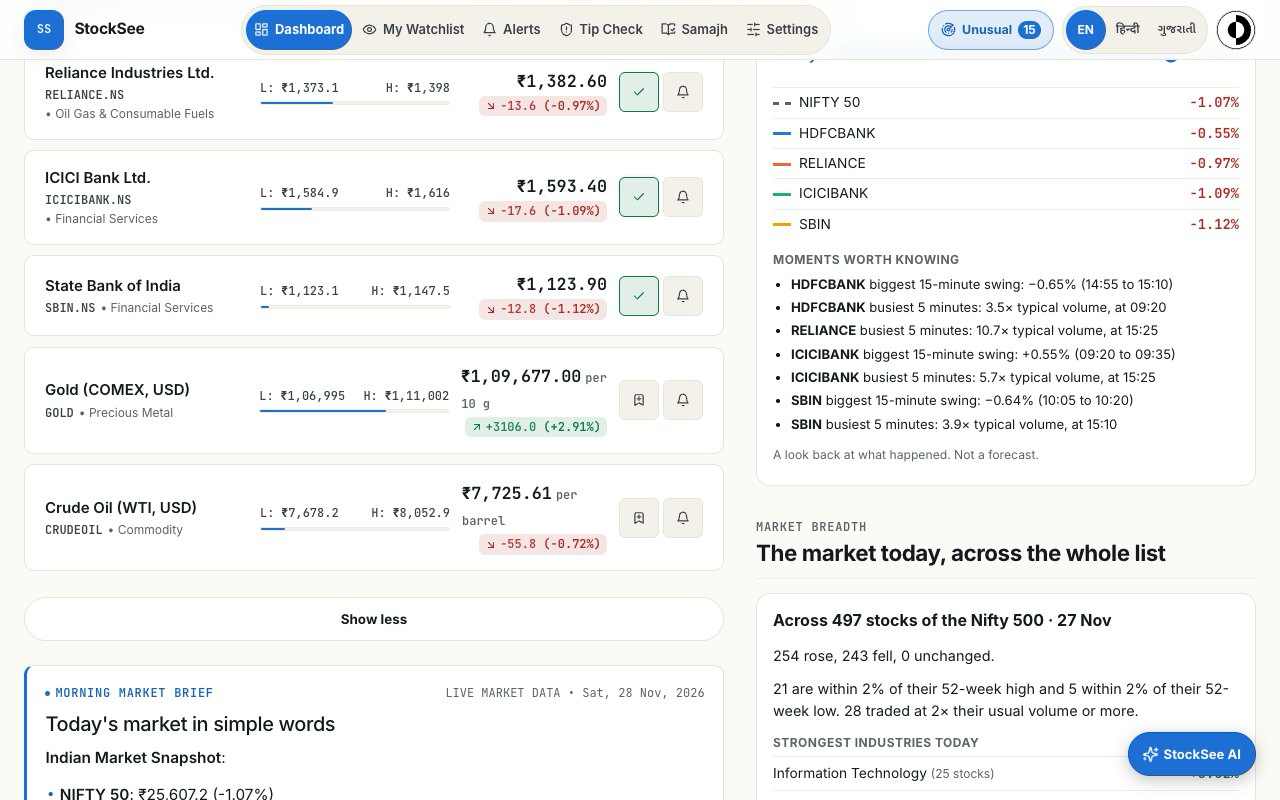 SS StockSee Dashboard My Watchlist Alerts Tip Check Samajh Settings Unusual 15 EN हिन्दी ગુજરાતી
Reliance Industries Ltd.
RELIANCE.NS
• Oil Gas & Consumable Fuels
L: ₹1,373.1 H: ₹1,398
₹1,382.60
↘ -13.6 (-0.97%)
ICICI Bank Ltd.
ICICIBANK.NS
• Financial Services
L: ₹1,584.9 H: ₹1,616
₹1,593.40
↘ -17.6 (-1.09%)
State Bank of India
SBIN.NS • Financial Services
L: ₹1,123.1 H: ₹1,147.5
₹1,123.90
↘ -12.8 (-1.12%)
Gold (COMEX, USD)
GOLD • Precious Metal
L: ₹1,06,995 H: ₹1,11,002
₹1,09,677.00 per
10 g
↗ +3106.0 (+2.91%)
Crude Oil (WTI, USD)
CRUDEOIL • Commodity
L: ₹7,678.2 H: ₹8,052.9
₹7,725.61 per
barrel
↘ -55.8 (-0.72%)
Show less
• MORNING MARKET BRIEF LIVE MARKET DATA • Sat, 28 Nov, 2026
Today's market in simple words
Indian Market Snapshot:
• NIFTY 50: ₹25,607.2 (-1.07%)
NIFTY 50 -1.07%
HDFCBANK -0.55%
RELIANCE -0.97%
ICICIBANK -1.09%
SBIN -1.12%
MOMENTS WORTH KNOWING
• HDFCBANK biggest 15-minute swing: −0.65% (14:55 to 15:10)
• HDFCBANK busiest 5 minutes: 3.5× typical volume, at 09:20
• RELIANCE busiest 5 minutes: 10.7× typical volume, at 15:25
• ICICIBANK biggest 15-minute swing: +0.55% (09:20 to 09:35)
• ICICIBANK busiest 5 minutes: 5.7× typical volume, at 15:25
• SBIN biggest 15-minute swing: −0.64% (10:05 to 10:20)
• SBIN busiest 5 minutes: 3.9× typical volume, at 15:10
A look back at what happened. Not a forecast.
MARKET BREADTH
The market today, across the whole list
Across 497 stocks of the Nifty 500 · 27 Nov
254 rose, 243 fell, 0 unchanged.
21 are within 2% of their 52-week high and 5 within 2% of their 52-
week low. 28 traded at 2× their usual volume or more.
STRONGEST INDUSTRIES TODAY
Information Technology (25 stocks)
StockSee AI